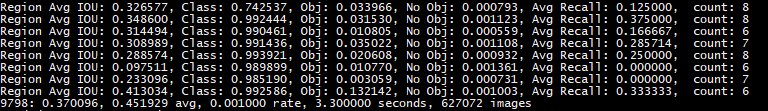 Region Avg IOU: 0.326577, Class: 0.742537, Obj: 0.033966, No Obj: 0.000793, Avg Recall: 0.125000, count: 8
Region Avg IOU: 0.348600, Class: 0.992444, Obj: 0.031530, No Obj: 0.001123, Avg Recall: 0.375000, count: 8
Region Avg IOU: 0.314494, Class: 0.990461, Obj: 0.010805, No Obj: 0.000559, Avg Recall: 0.166667, count: 6
Region Avg IOU: 0.308989, Class: 0.991436, Obj: 0.035022, No Obj: 0.001108, Avg Recall: 0.285714, count: 7
Region Avg IOU: 0.288574, Class: 0.993921, Obj: 0.020608, No Obj: 0.000932, Avg Recall: 0.250000, count: 8
Region Avg IOU: 0.097511, Class: 0.989899, Obj: 0.010770, No Obj: 0.001361, Avg Recall: 0.000000, count: 6
Region Avg IOU: 0.233096, Class: 0.985190, Obj: 0.003059, No Obj: 0.000731, Avg Recall: 0.000000, count: 7
Region Avg IOU: 0.413034, Class: 0.992586, Obj: 0.132142, No Obj: 0.001003, Avg Recall: 0.333333, count: 6
9798: 0.370096, 0.451929 avg, 0.001000 rate, 3.300000 seconds, 627072 images